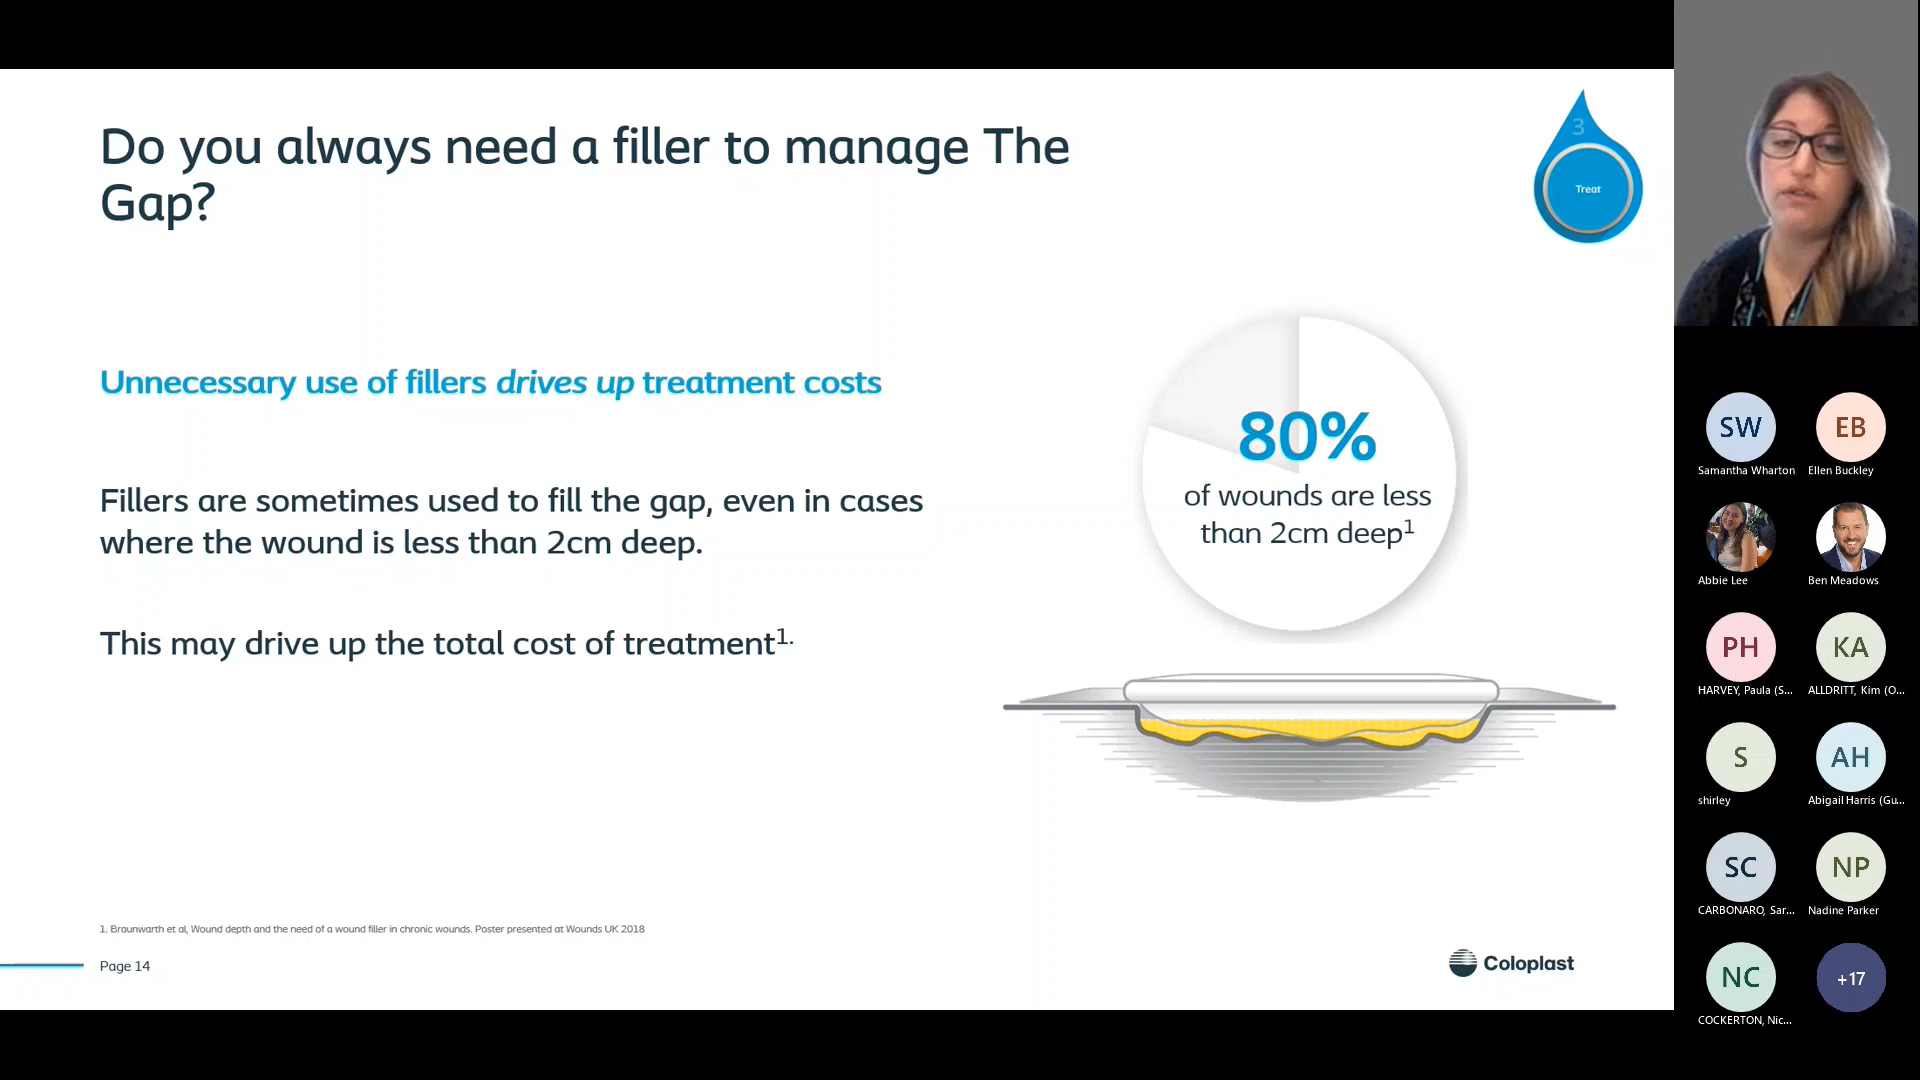 Do you always need a filler to manage The
Gap?
3
Treat
Unnecessary use of fillers drives up treatment costs
Fillers are sometimes used to fill the gap, even in cases
where the wound is less than 2cm deep.
This may drive up the total cost of treatment1.
80%
of wounds are less
than 2cm deep1
1. Braunwarth et al, Wound depth and the need of a wound filler in chronic wounds. Poster presented at Wounds UK 2018
Page 14
Coloplast
SW
Samantha Wharton
EB
Ellen Buckley
Abbie Lee
Ben Meadows
PH
HARVEY, Paula (S...
KA
ALLDRITT, Kim (O...
S
shirley
AH
Abigail Harris (Gu...
SC
CARBONARO, Sar...
NP
Nadine Parker
NC
COCKERTON, Nic...
+17